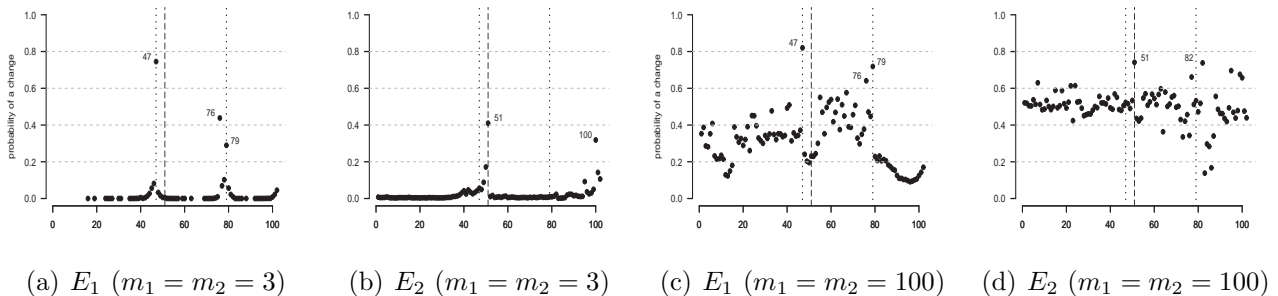 1.0 1.0 1.0 1.0
0.8 0.8 0.8 0.8
0.6 0.6 0.6 0.6
0.4 0.4 0.4 0.4
0.2 0.2 0.2 0.2
0.0 0.0 0.0 0.0
probability of a change
47
76
79
0 20 40 60 80 100
51
100
0 20 40 60 80 100
probability of a change
47
76
79
0 20 40 60 80 100
51
82
0 20 40 60 80 100
(a) E₁ (m₁ = m₂ = 3) (b) E₂ (m₁ = m₂ = 3) (c) E₁ (m₁ = m₂ = 100) (d) E₂ (m₁ = m₂ = 100)